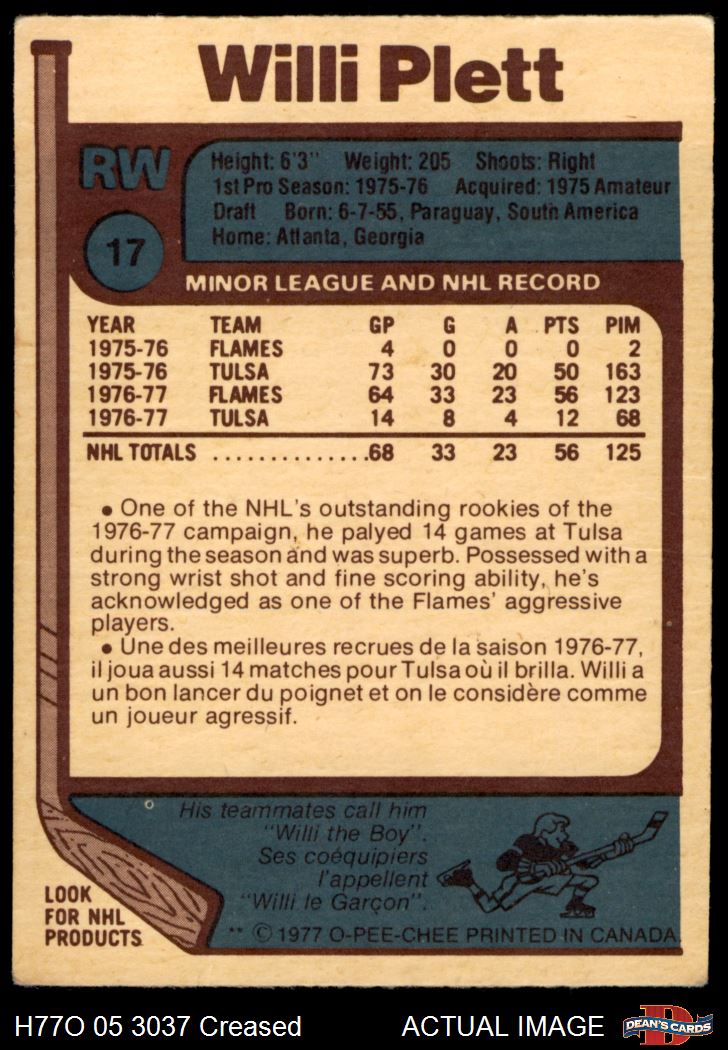 Willi Plett
RW
Height: 6'3" Weight: 205 Shoots: Right
1st Pro Season: 1975-76 Acquired: 1975 Amateur
Draft Born: 6-7-55, Paraguay, South America
Home: Atlanta, Georgia
17
MINOR LEAGUE AND NHL RECORD
YEAR TEAM GP G A PTS PIM
1975-76 FLAMES 4 0 0 0 2
1975-76 TULSA 73 30 20 50 163
1976-77 FLAMES 64 33 23 56 123
1976-77 TULSA 14 8 4 12 68
NHL TOTALS ..............68 33 23 56 125
• One of the NHL's outstanding rookies of the
1976-77 campaign, he palyed 14 games at Tulsa
during the season and was superb. Possessed with a
strong wrist shot and fine scoring ability, he's
acknowledged as one of the Flames' aggressive
players.
• Une des meilleures recrues de la saison 1976-77,
il joua aussi 14 matches pour Tulsa où il brilla. Willi a
un bon lancer du poignet et on le considère comme
un joueur agressif.
His teammates call him
"Willi the Boy".
Ses coéquipiers
l'appellent
"Willi le Garçon".
LOOK
FOR NHL
PRODUCTS
** © 1977 O-PEE-CHEE PRINTED IN CANADA
H77O 05 3037 Creased ACTUAL IMAGE
D
DEAN'S CARDS